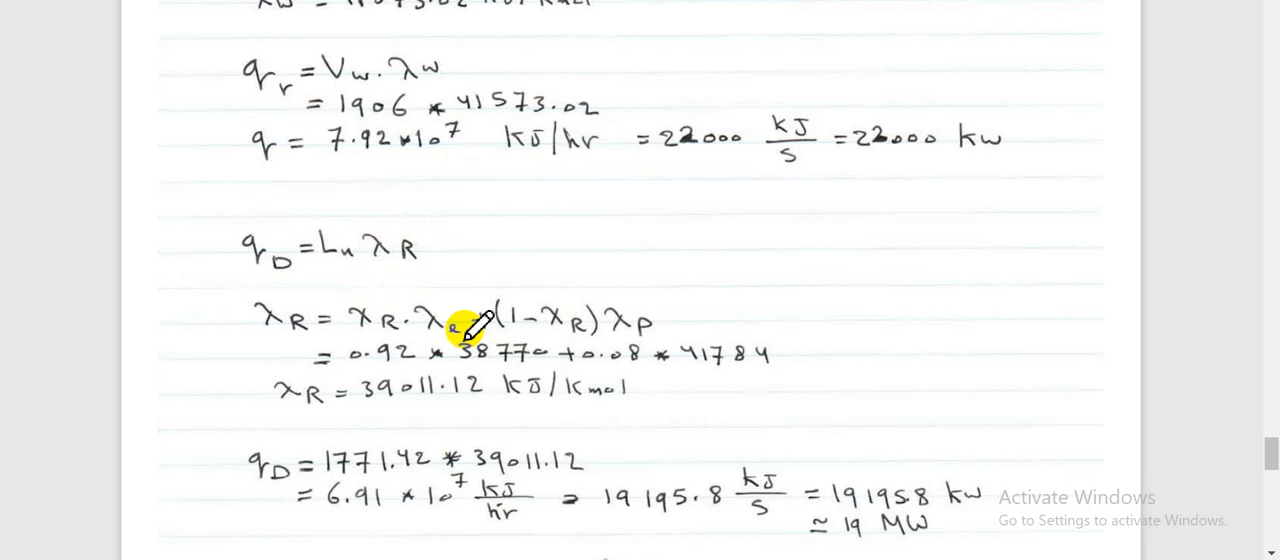 q_r = V_w . λ_w
= 1906 * 41573.02
q = 7.92 * 10^7 kJ/hr = 22000 kJ/s = 22000 kW
q_D = L_n λ_R
λ_R = x_R . λ_R + (1 - x_R) λ_P
= 0.92 * 38770 + 0.08 * 41784
λ_R = 39011.12 kJ/kmol
q_D = 1771.42 * 39011.12
= 6.91 * 10^7 kJ/hr = 19195.8 kJ/s = 19195.8 kW
≈ 19 MW
Activate Windows
Go to Settings to activate Windows.